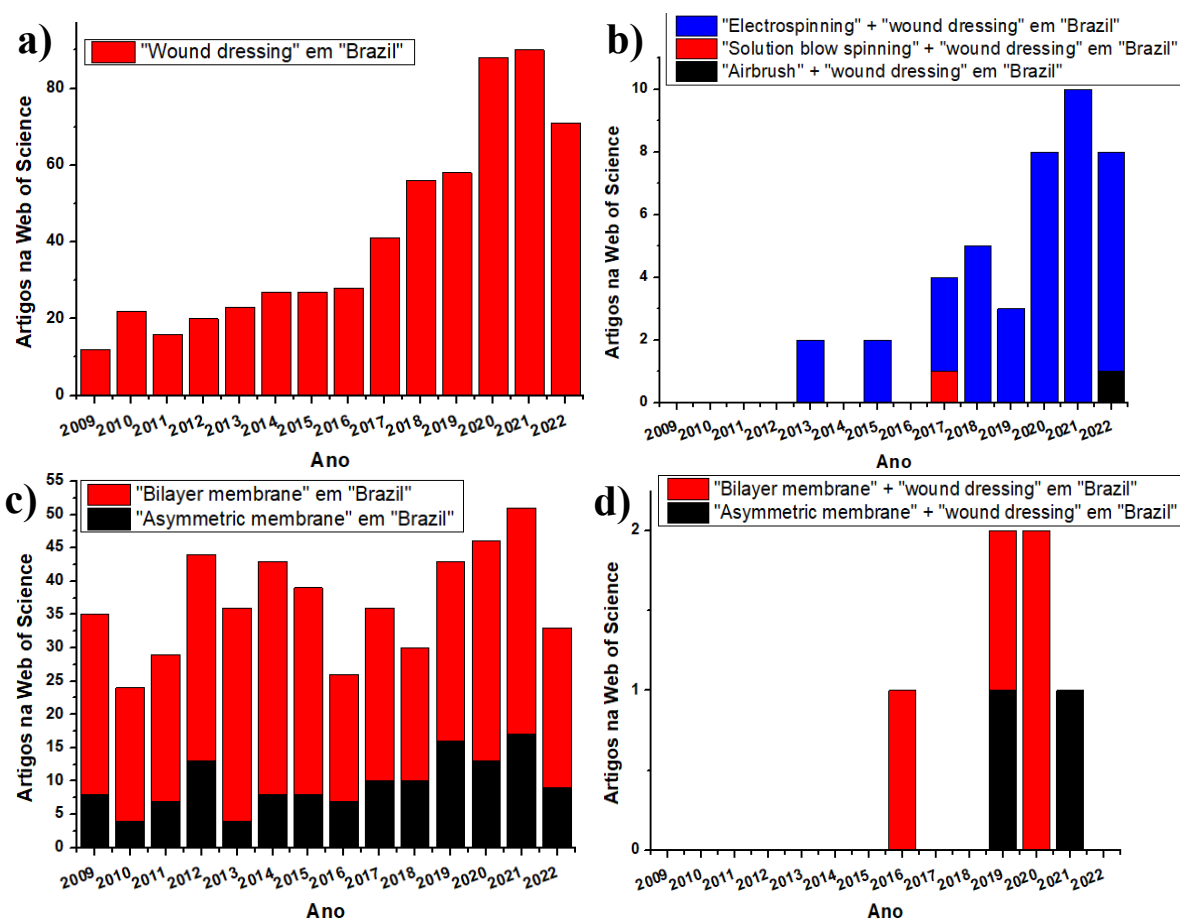 a)
"Wound dressing" em "Brazil"
Artigos na Web of Science
80
60
40
20
0
2009 2010 2011 2012 2013 2014 2015 2016 2017 2018 2019 2020 2021 2022
Ano
b)
"Electrospinning" + "wound dressing" em "Brazil"
"Solution blow spinning" + "wound dressing" em "Brazil"
"Airbrush" + "wound dressing" em "Brazil"
Artigos na Web of Science
10
8
6
4
2
0
2009 2010 2011 2012 2013 2014 2015 2016 2017 2018 2019 2020 2021 2022
Ano
c)
"Bilayer membrane" em "Brazil"
"Asymmetric membrane" em "Brazil"
Artigos na Web of Science
55
50
45
40
35
30
25
20
15
10
5
0
2009 2010 2011 2012 2013 2014 2015 2016 2017 2018 2019 2020 2021 2022
Ano
d)
"Bilayer membrane" + "wound dressing" em "Brazil"
"Asymmetric membrane" + "wound dressing" em "Brazil"
Artigos na Web of Science
2
1
0
2009 2010 2011 2012 2013 2014 2015 2016 2017 2018 2019 2020 2021 2022
Ano